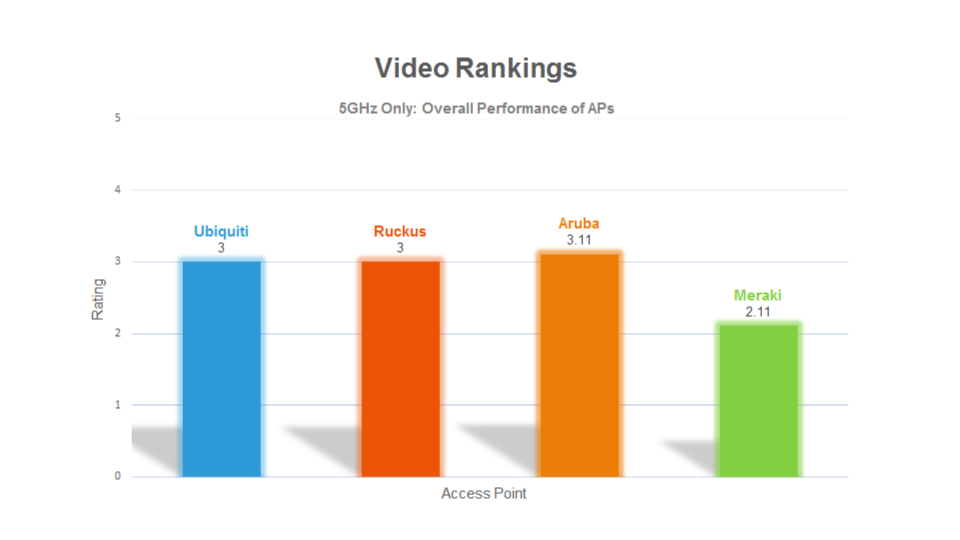 Video Rankings
5GHz Only: Overall Performance of APs
5
4
3
2
1
0
Rating
Ubiquiti
3
Ruckus
3
Aruba
3.11
Meraki
2.11
Access Point